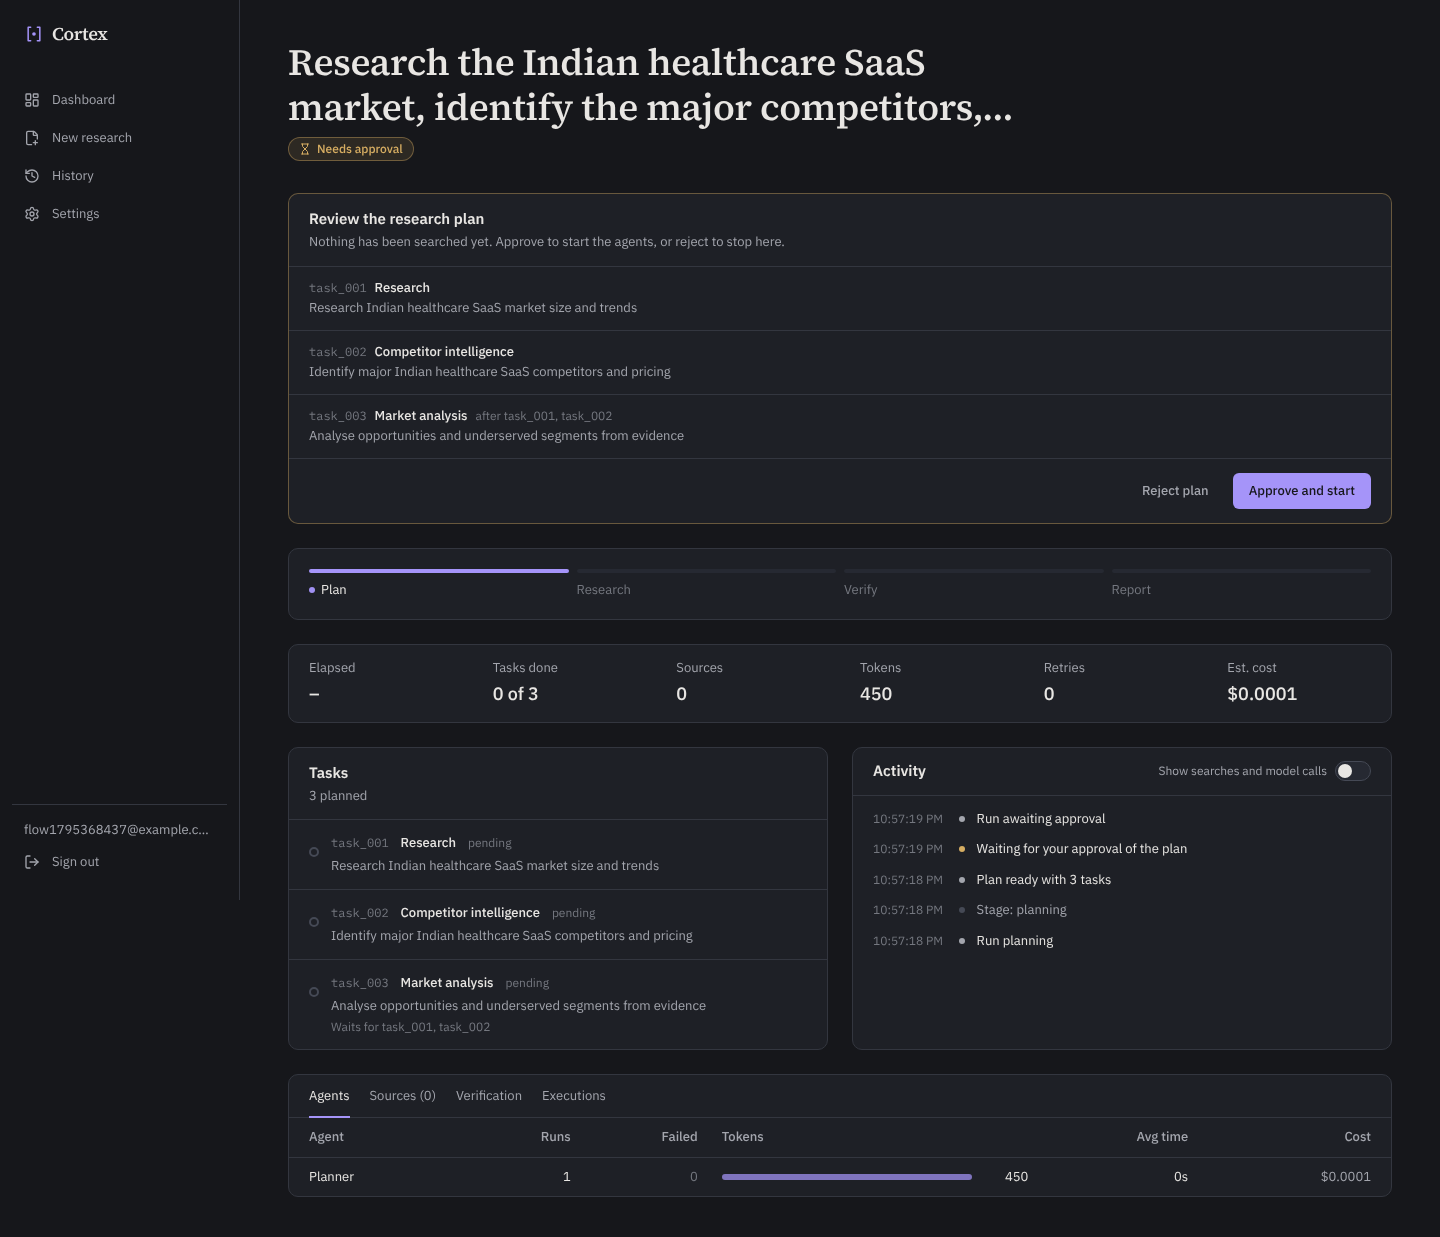 Cortex
Dashboard
New research
History
Settings
flow1795368437@example.c...
Sign out
Research the Indian healthcare SaaS
market, identify the major competitors,...
Needs approval
Review the research plan
Nothing has been searched yet. Approve to start the agents, or reject to stop here.
task_001 Research
Research Indian healthcare SaaS market size and trends
task_002 Competitor intelligence
Identify major Indian healthcare SaaS competitors and pricing
task_003 Market analysis after task_001, task_002
Analyse opportunities and underserved segments from evidence
Reject plan Approve and start
Plan Research Verify Report
Elapsed Tasks done Sources Tokens Retries Est. cost
– 0 of 3 0 450 0 $0.0001
Tasks
3 planned
task_001 Research pending
Research Indian healthcare SaaS market size and trends
task_002 Competitor intelligence pending
Identify major Indian healthcare SaaS competitors and pricing
task_003 Market analysis pending
Analyse opportunities and underserved segments from evidence
Waits for task_001, task_002
Activity Show searches and model calls
10:57:19 PM Run awaiting approval
10:57:19 PM Waiting for your approval of the plan
10:57:18 PM Plan ready with 3 tasks
10:57:18 PM Stage: planning
10:57:18 PM Run planning
Agents Sources (0) Verification Executions
Agent Runs Failed Tokens Avg time Cost
Planner 1 0 450 0s $0.0001